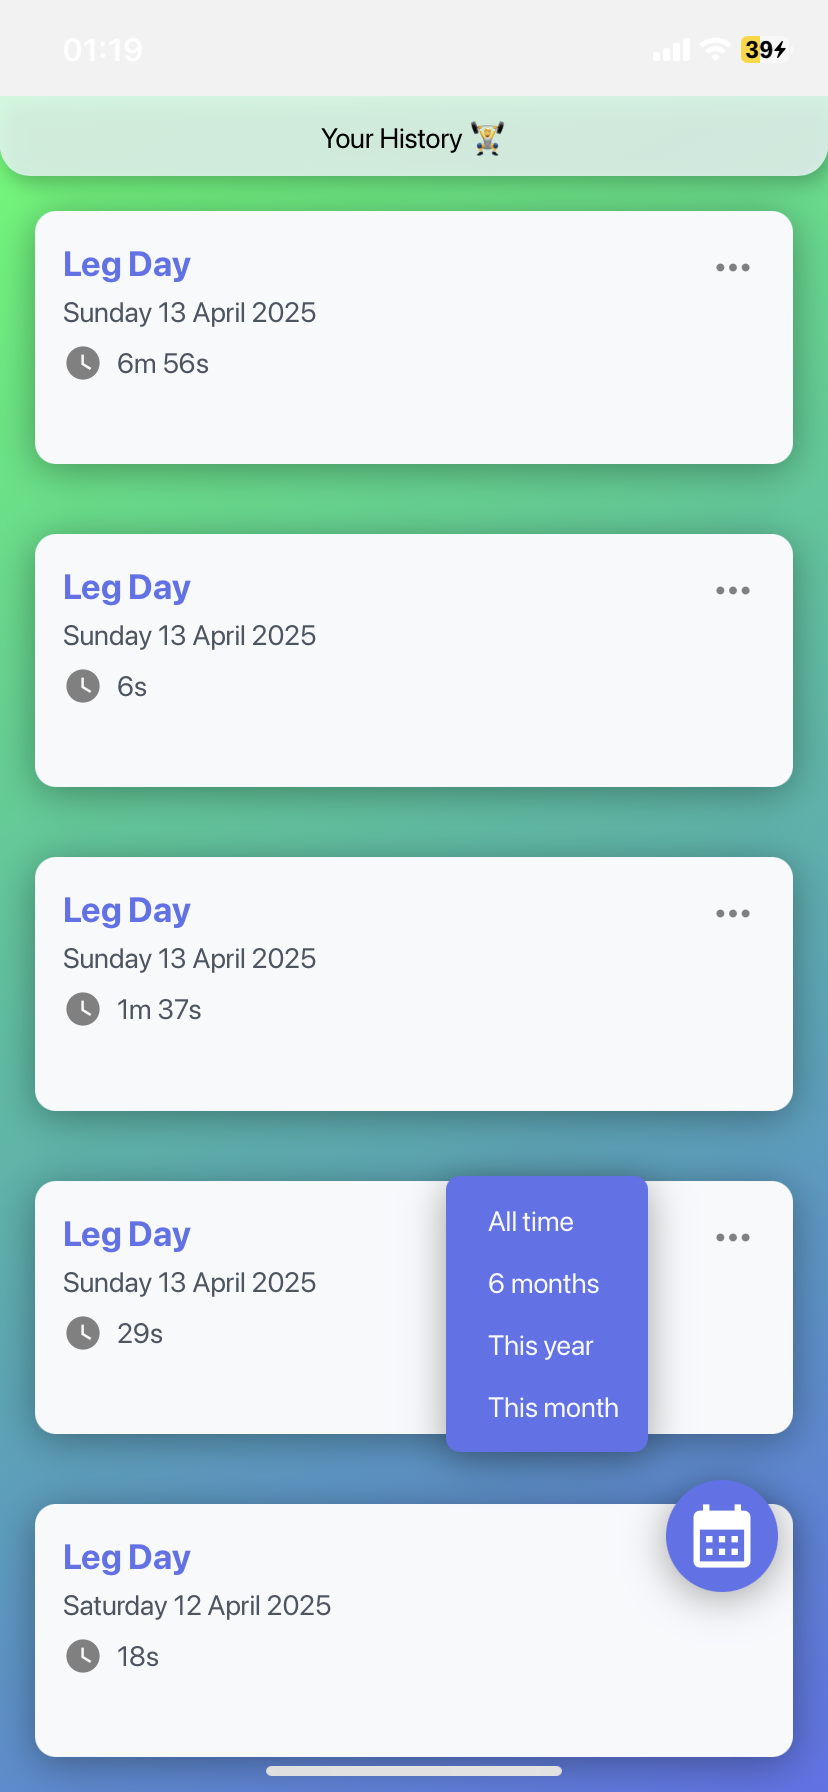 01:19
39
Your History
Leg Day
Sunday 13 April 2025
6m 56s
Leg Day
Sunday 13 April 2025
6s
Leg Day
Sunday 13 April 2025
1m 37s
Leg Day
Sunday 13 April 2025
29s
All time
6 months
This year
This month
Leg Day
Saturday 12 April 2025
18s